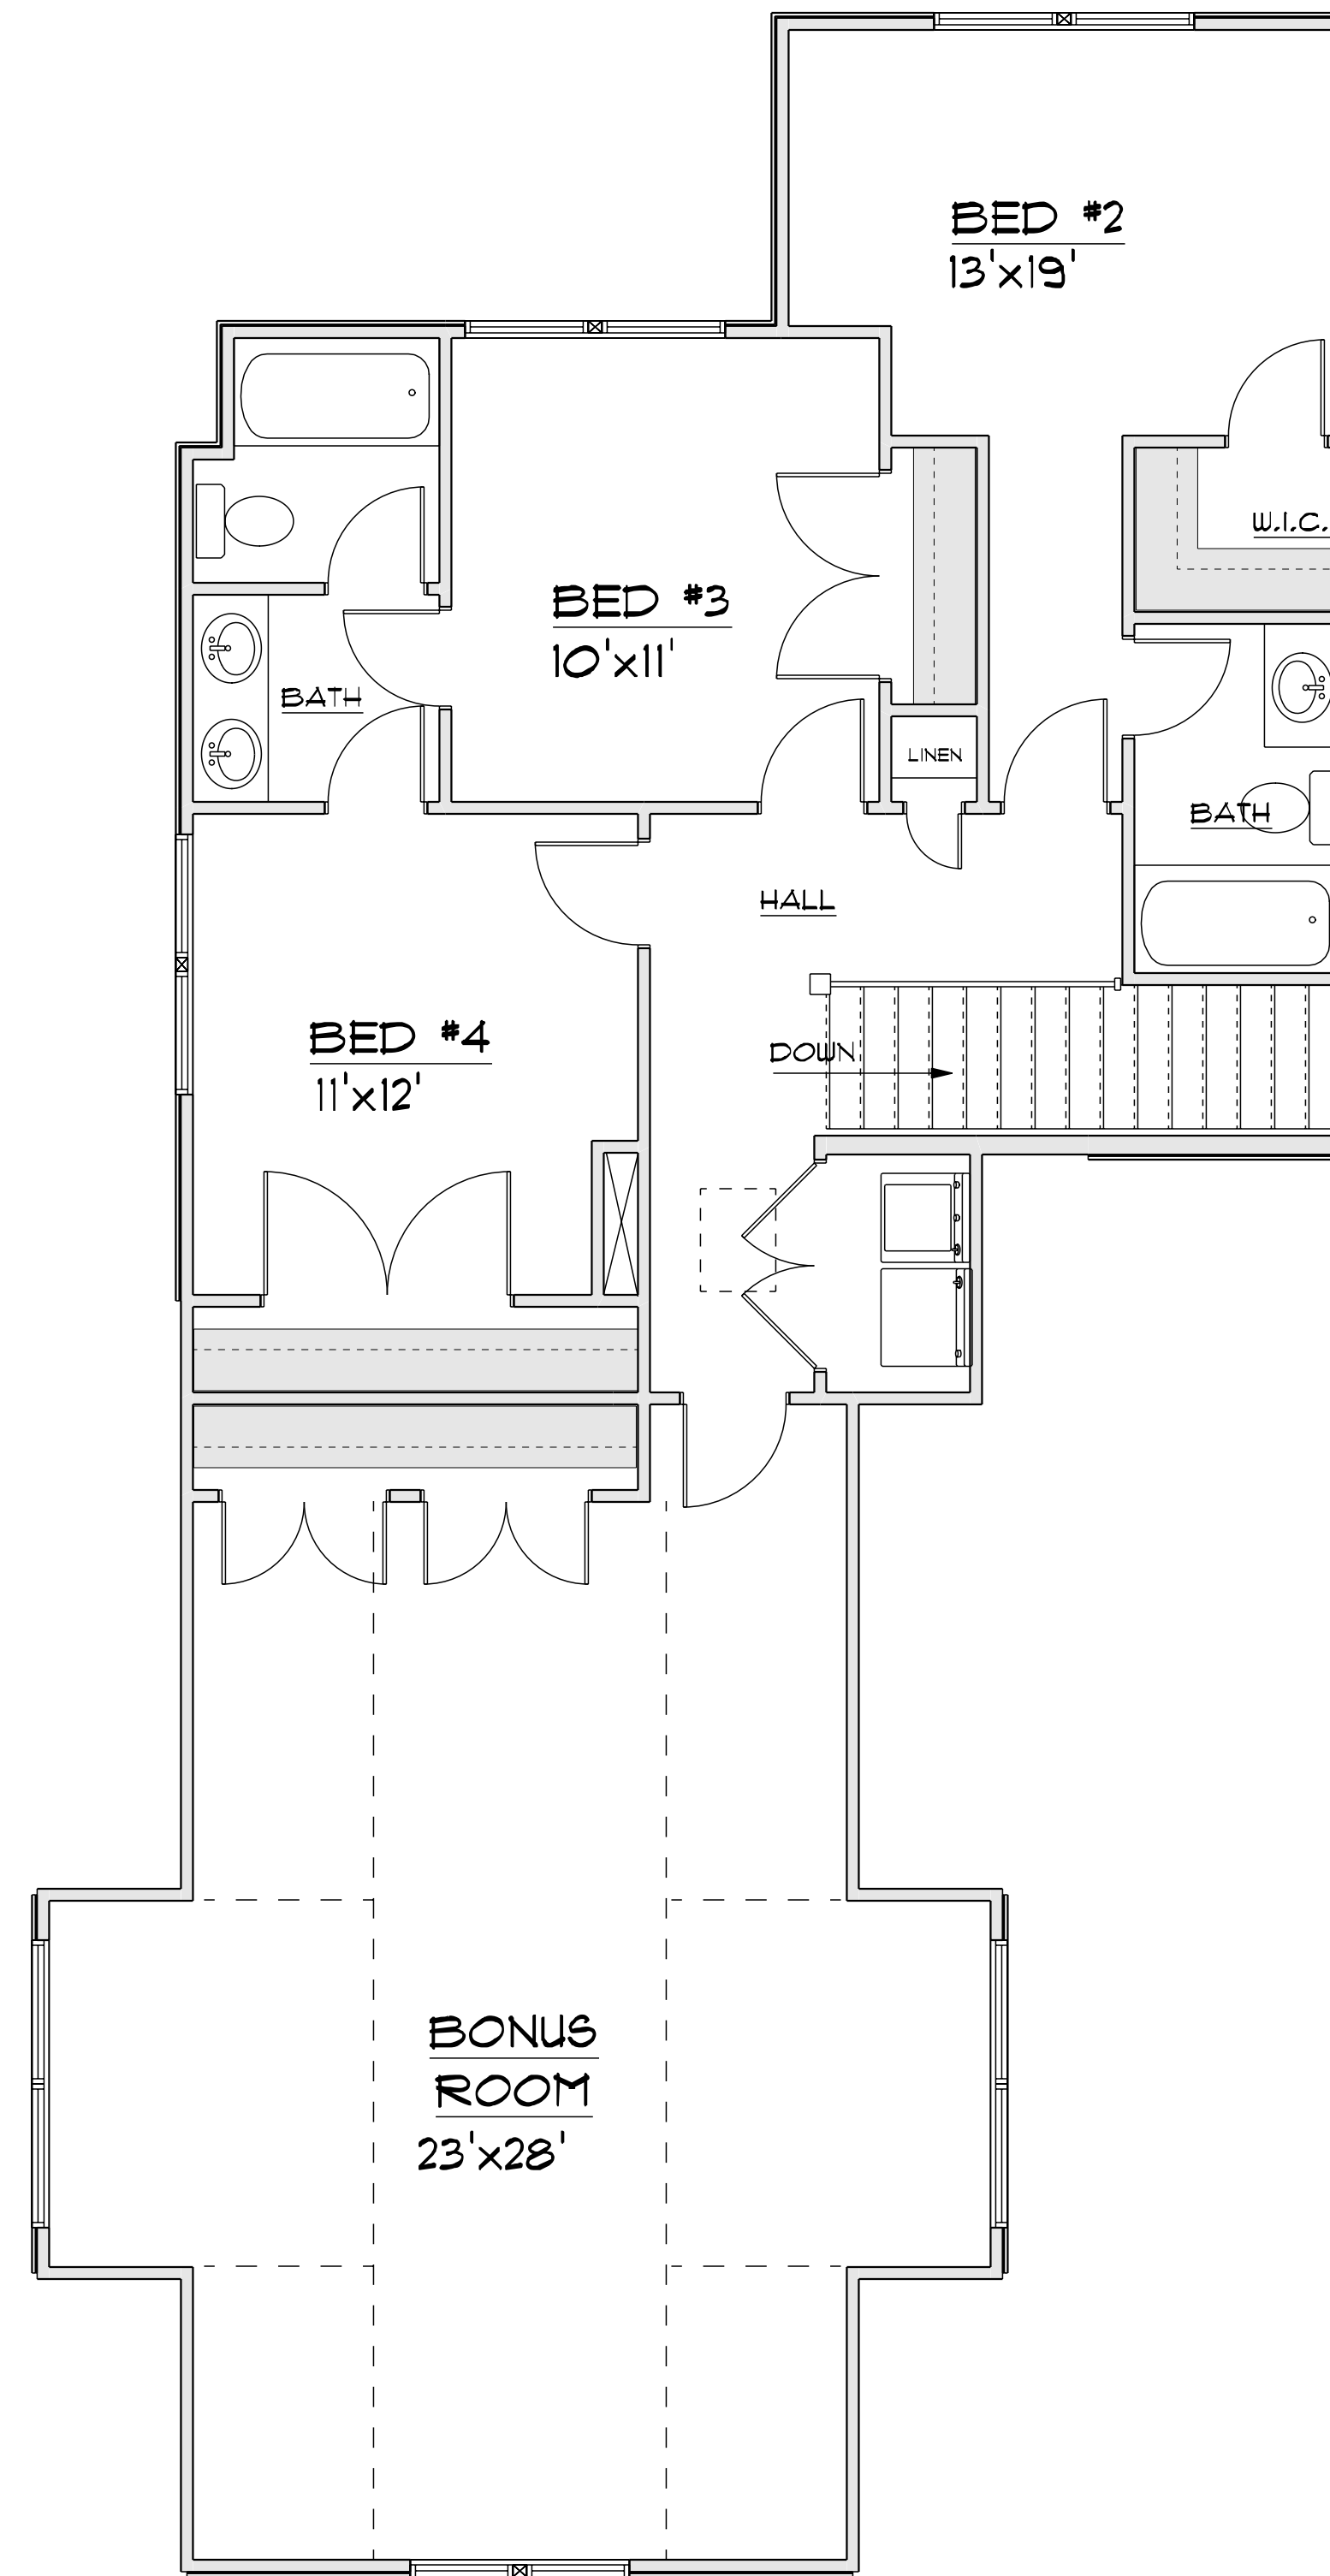 BED #2
13'x19'
W.I.C.
BED #3
10'x11'
BATH
LINEN
BATH
HALL
BED #4
11'x12'
DOWN
BONUS
ROOM
23'x28'